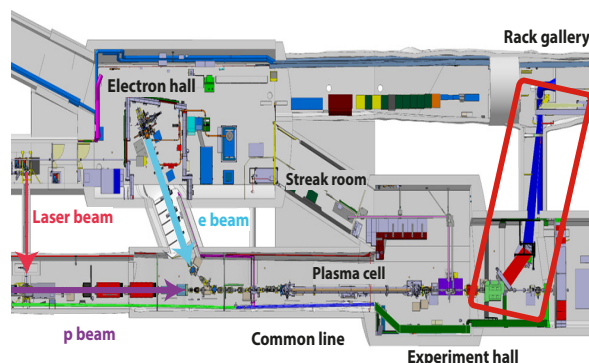 Rack gallery
Electron hall
Streak room
Laser beam
e beam
Plasma cell
p beam
Common line
Experiment hall